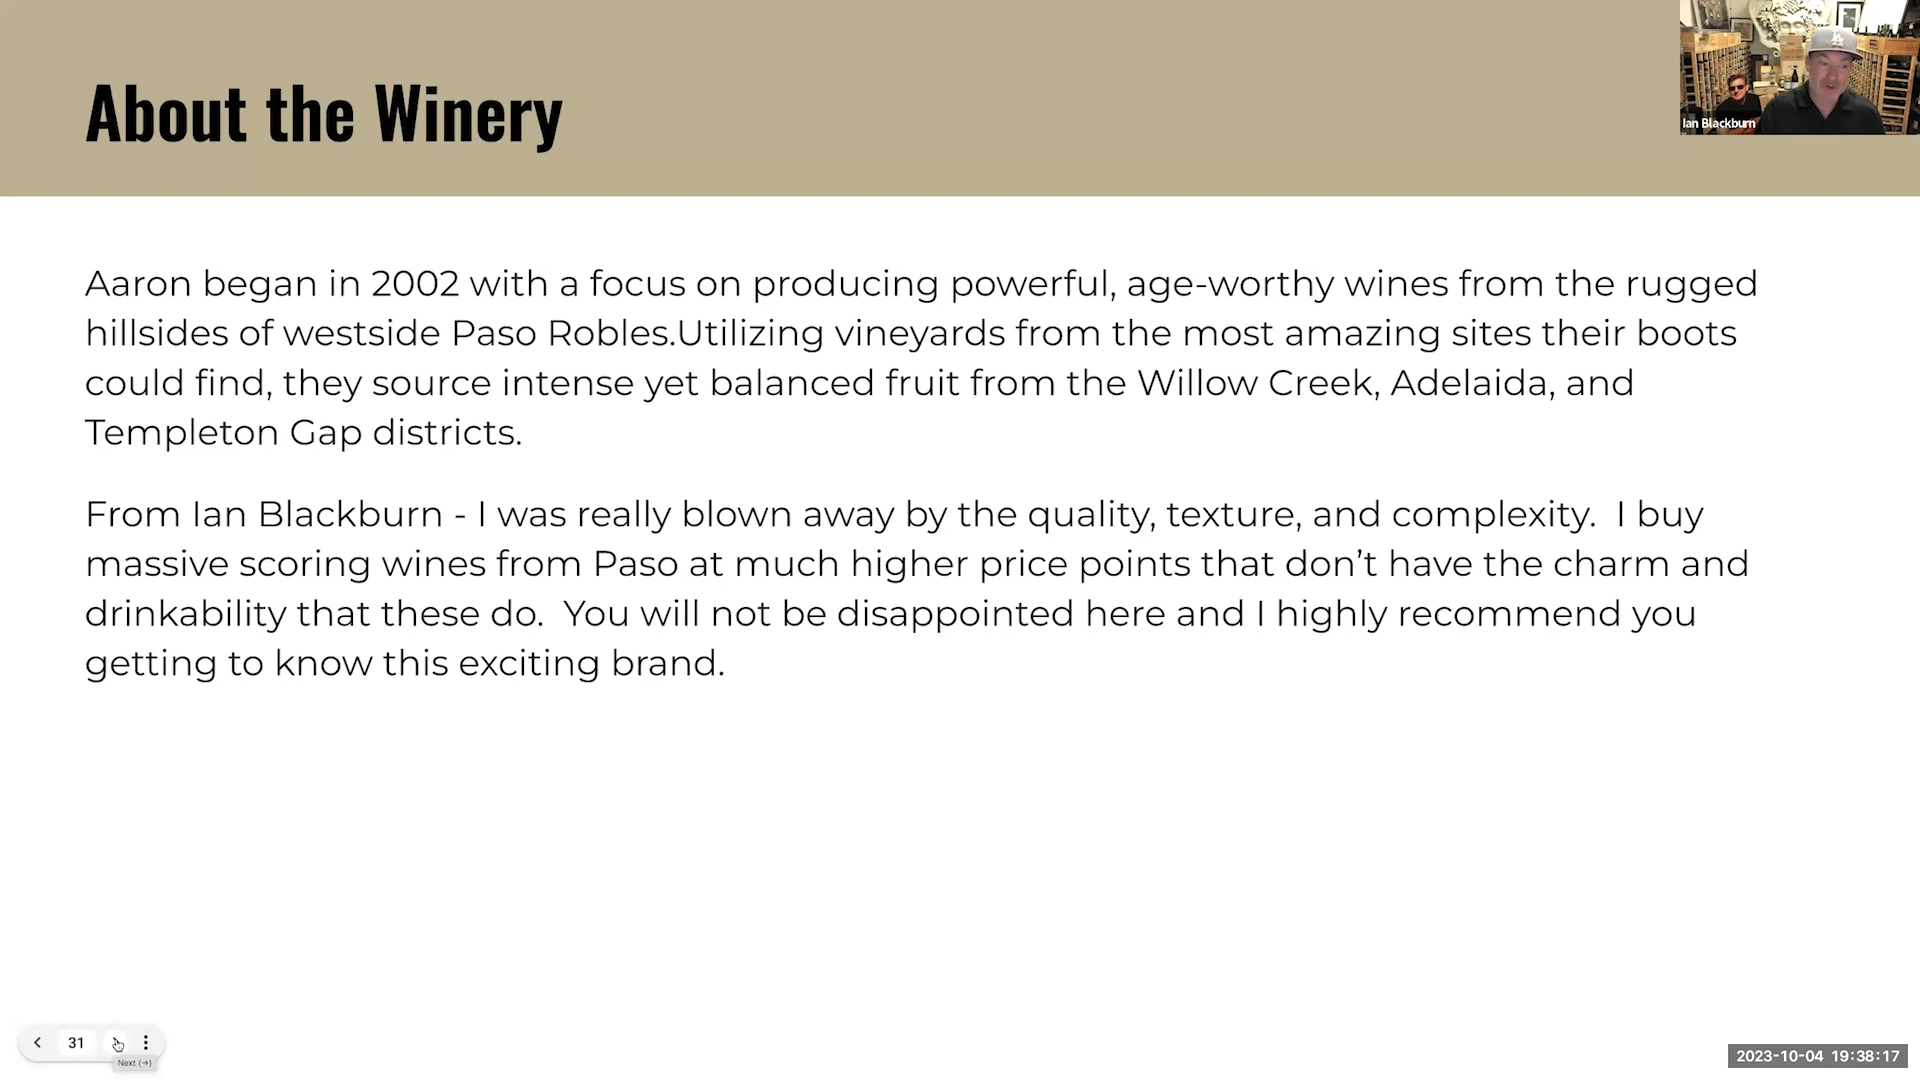 About the Winery
LA
Ian Blackburn
Aaron began in 2002 with a focus on producing powerful, age-worthy wines from the rugged
hillsides of westside Paso Robles.Utilizing vineyards from the most amazing sites their boots
could find, they source intense yet balanced fruit from the Willow Creek, Adelaida, and
Templeton Gap districts.
From Ian Blackburn - I was really blown away by the quality, texture, and complexity.  I buy
massive scoring wines from Paso at much higher price points that don’t have the charm and
drinkability that these do.  You will not be disappointed here and I highly recommend you
getting to know this exciting brand.
31
Next (→)
2023-10-04 19:38:17